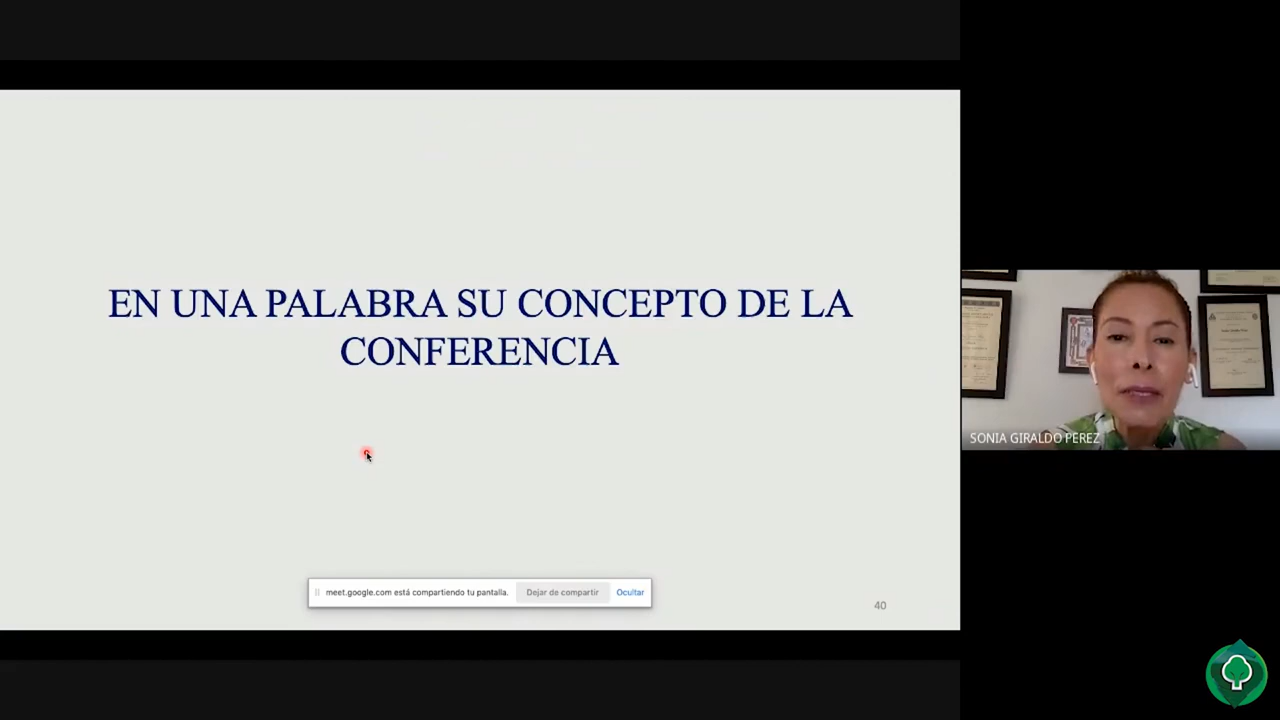 EN UNA PALABRA SU CONCEPTO DE LA
CONFERENCIA
meet.google.com está compartiendo tu pantalla. Dejar de compartir Ocultar
40
SONIA GIRALDO PEREZ